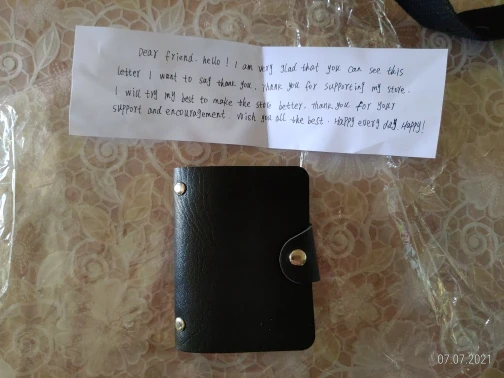 Dear friend. hello! I am very glad that you can see this
letter I want to say thank you. Thank you for supporting my store.
I will try my best to make the store better. Thank you for your
support and encouragement Wish you all the best. Happy every day. Happy!
07.07.2021